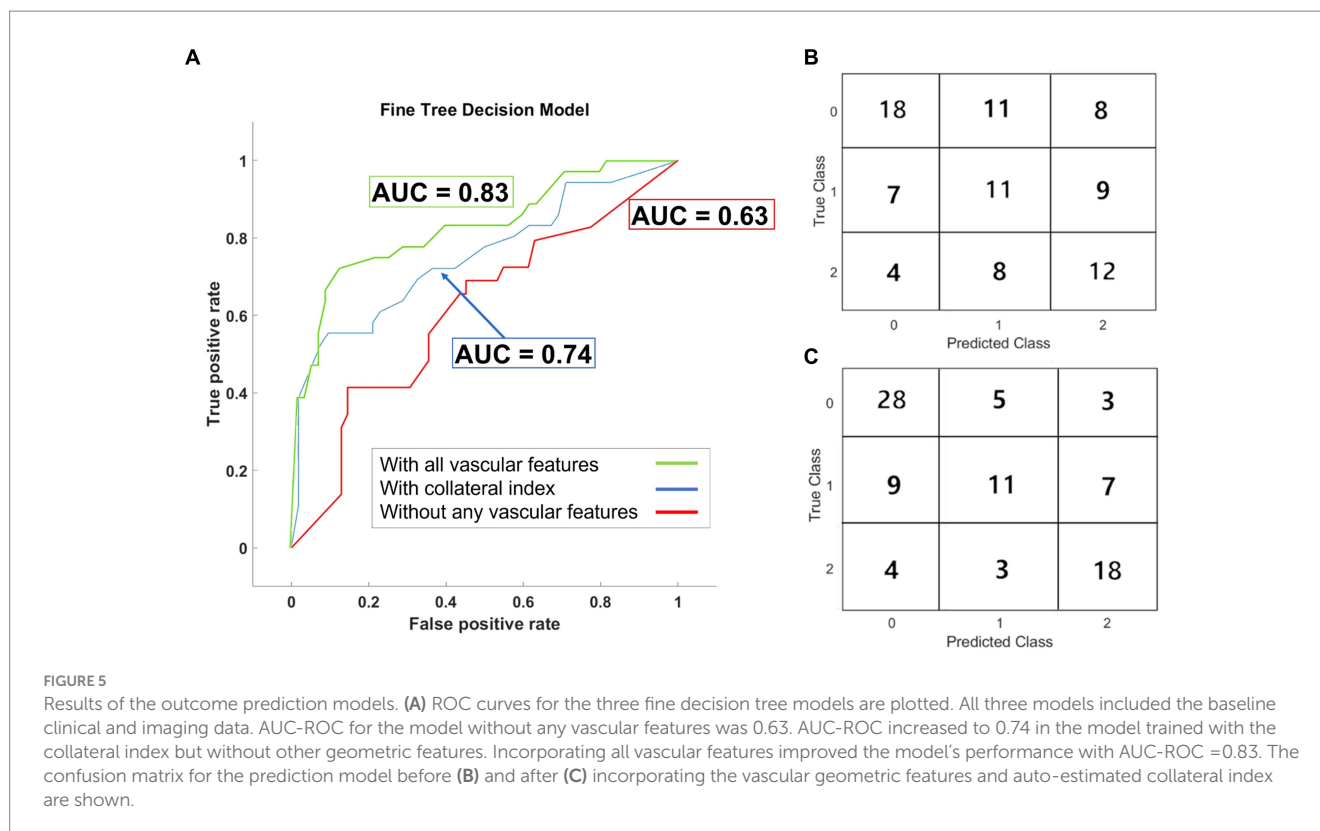 A
Fine Tree Decision Model
1
0.8
0.6
0.4
0.2
0
True positive rate
0 0.2 0.4 0.6 0.8 1
False positive rate
AUC = 0.83
AUC = 0.63
AUC = 0.74
With all vascular features
With collateral index
Without any vascular features
B
True Class
0 18 11 8
1 7 11 9
2 4 8 12
0 1 2
Predicted Class
C
True Class
0 28 5 3
1 9 11 7
2 4 3 18
0 1 2
Predicted Class
FIGURE 5
Results of the outcome prediction models. (A) ROC curves for the three fine decision tree models are plotted. All three models included the baseline
clinical and imaging data. AUC-ROC for the model without any vascular features was 0.63. AUC-ROC increased to 0.74 in the model trained with the
collateral index but without other geometric features. Incorporating all vascular features improved the model’s performance with AUC-ROC =0.83. The
confusion matrix for the prediction model before (B) and after (C) incorporating the vascular geometric features and auto-estimated collateral index
are shown.